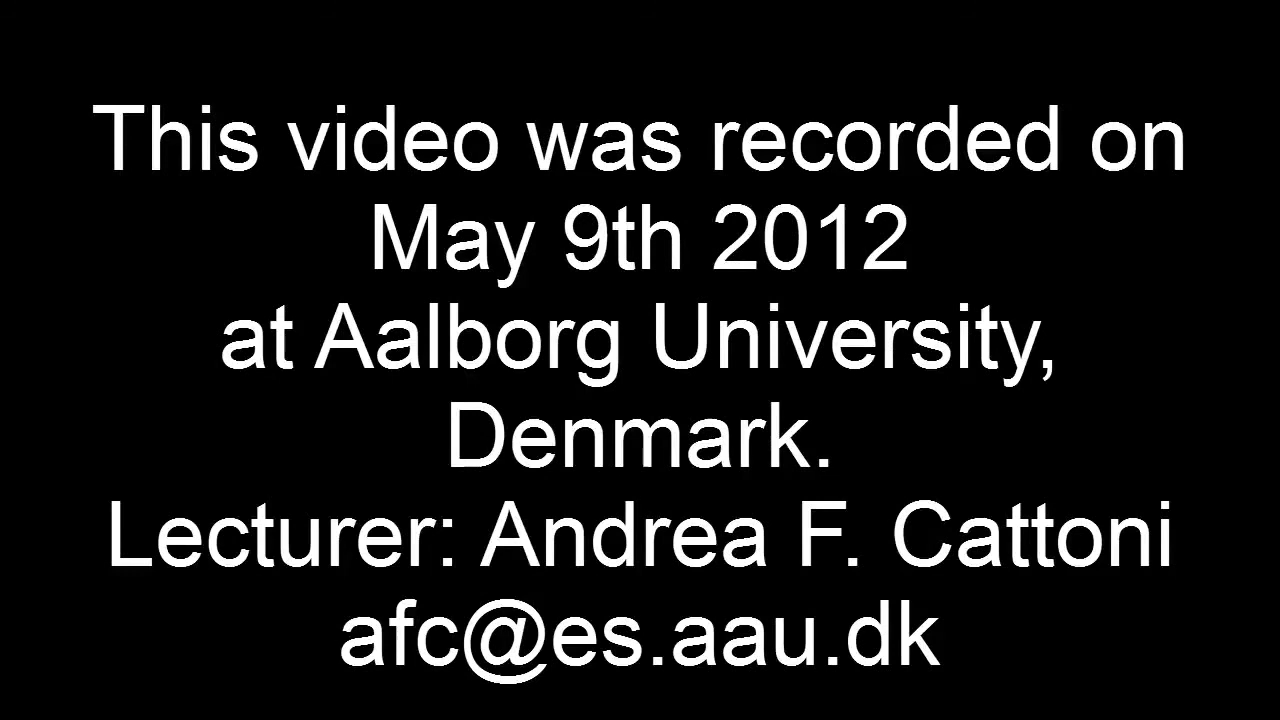 This video was recorded on
May 9th 2012
at Aalborg University,
Denmark.
Lecturer: Andrea F. Cattoni
afc@es.aau.dk